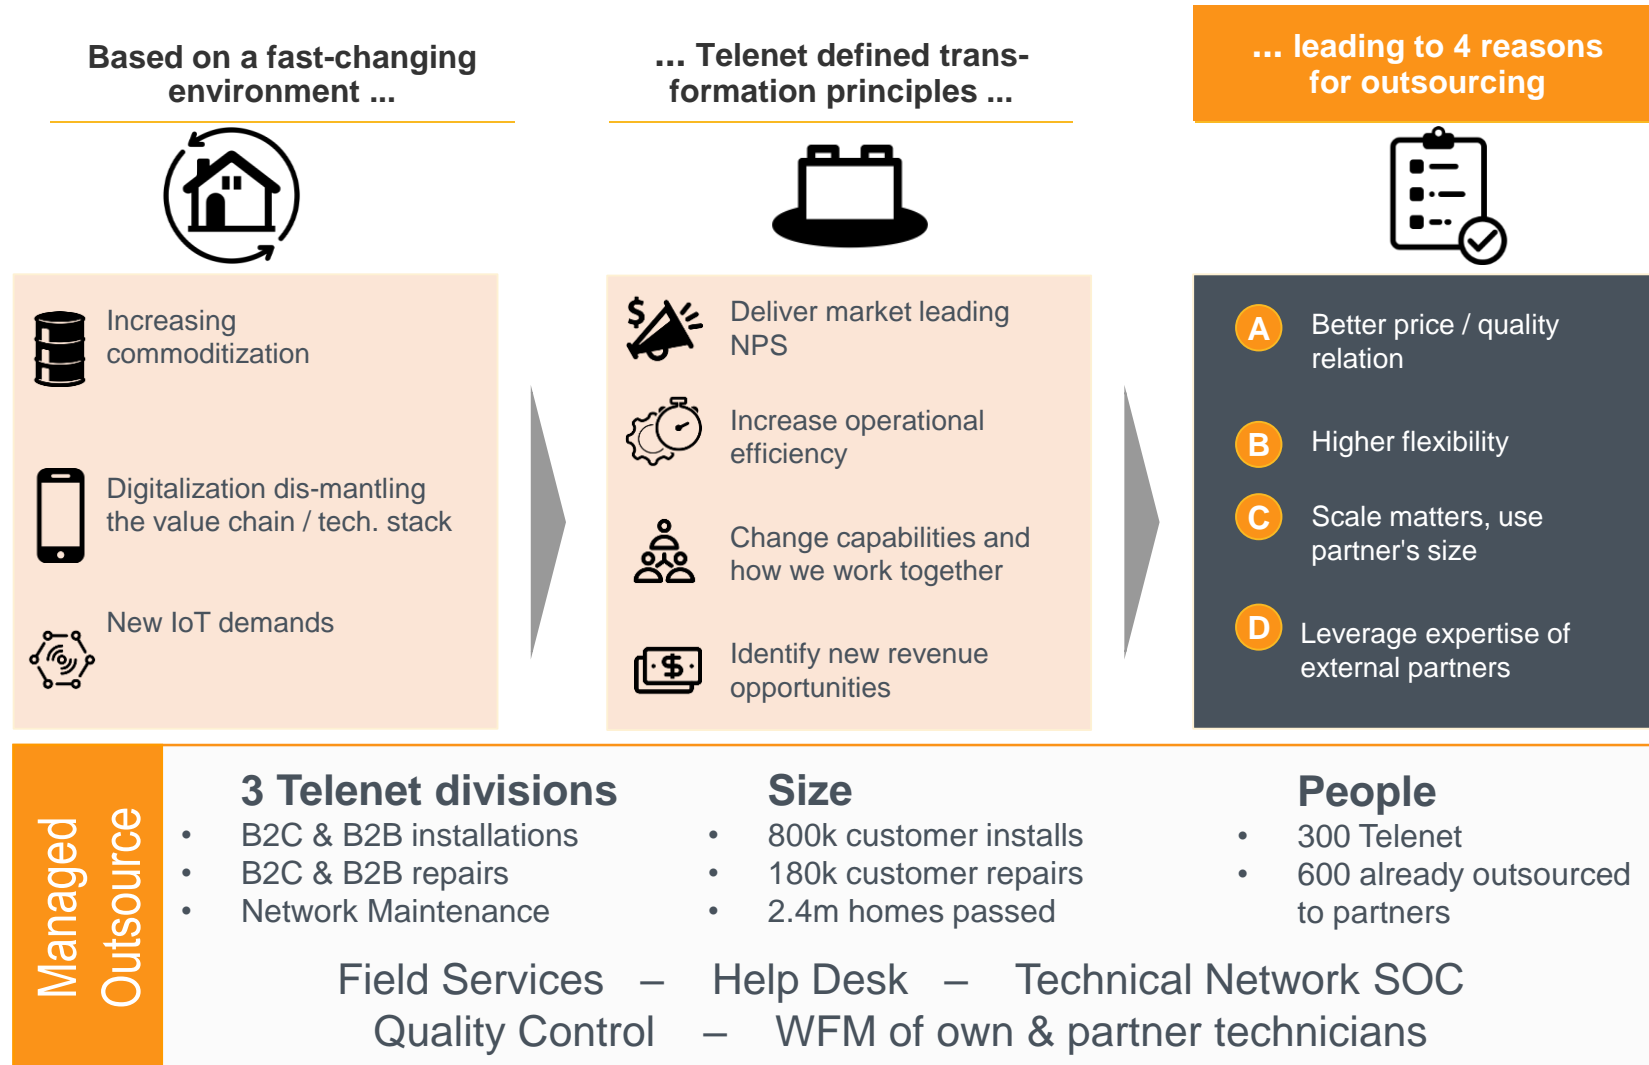 Based on a fast-changing
environment ...
... Telenet defined trans-
formation principles ...
... leading to 4 reasons
for outsourcing
Increasing
commoditization
Digitalization dis-mantling
the value chain / tech. stack
New IoT demands
$
Deliver market leading
NPS
Increase operational
efficiency
Change capabilities and
how we work together
$
Identify new revenue
opportunities
A
Better price / quality
relation
B
Higher flexibility
C
Scale matters, use
partner's size
D
Leverage expertise of
external partners
Managed
Outsource
3 Telenet divisions
• B2C & B2B installations
• B2C & B2B repairs
• Network Maintenance
Size
• 800k customer installs
• 180k customer repairs
• 2.4m homes passed
People
• 300 Telenet
• 600 already outsourced
to partners
Field Services – Help Desk – Technical Network SOC
Quality Control – WFM of own & partner technicians